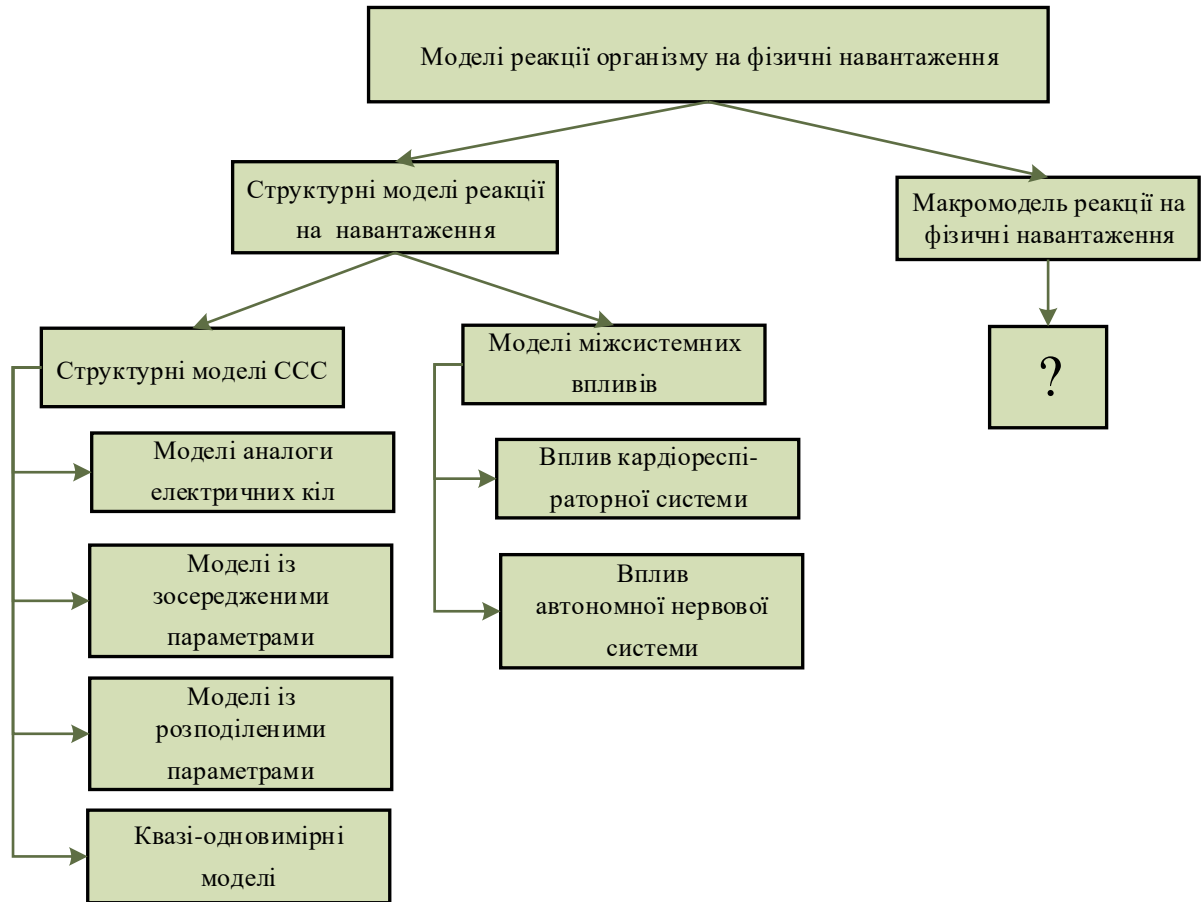 Моделі реакції організму на фізичні навантаження
Структурні моделі реакції
на навантаження
Макромодель реакції на
фізичні навантаження
Структурні моделі ССС
Моделі міжсистемних
впливів
?
Моделі аналоги
електричних кіл
Вплив кардіореспі-
раторної системи
Моделі із
зосередженими
параметрами
Вплив
автономної нервової
системи
Моделі із
розподіленими
параметрами
Квазі-одновимірні
моделі